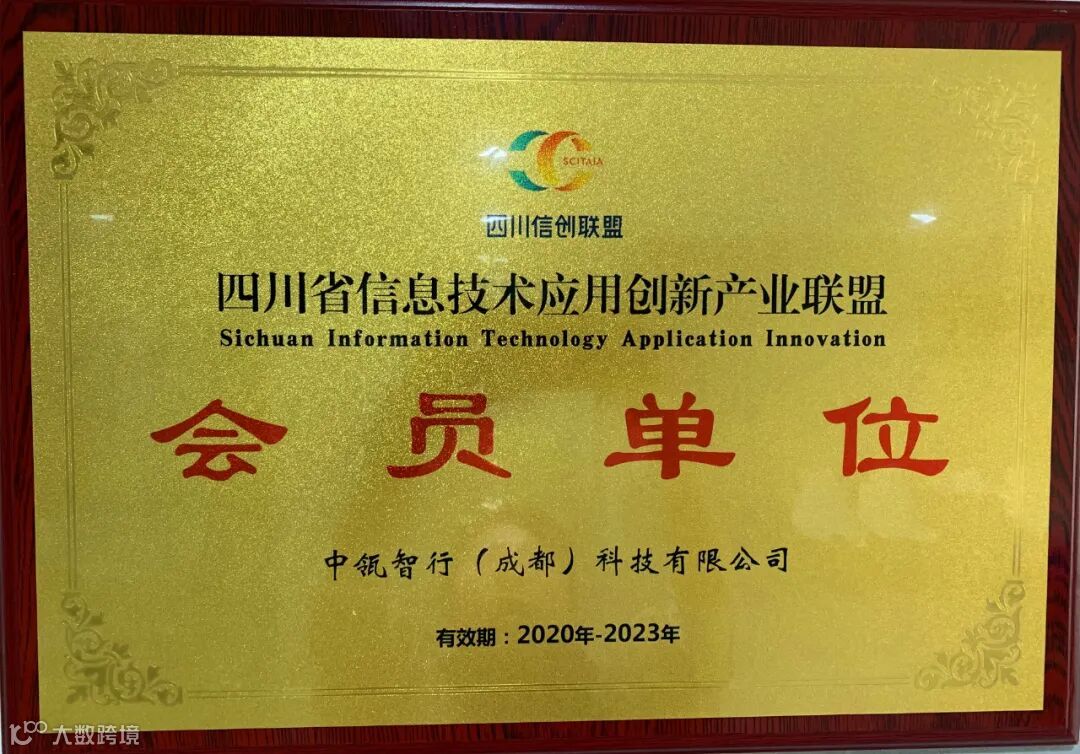 SCITAIA
四川信创联盟
四川省信息技术应用创新产业联盟
Sichuan Information Technology Application Innovation
会员单位
中瓴智行（成都）科技有限公司
有效期：2020年-2023年
大数跨境